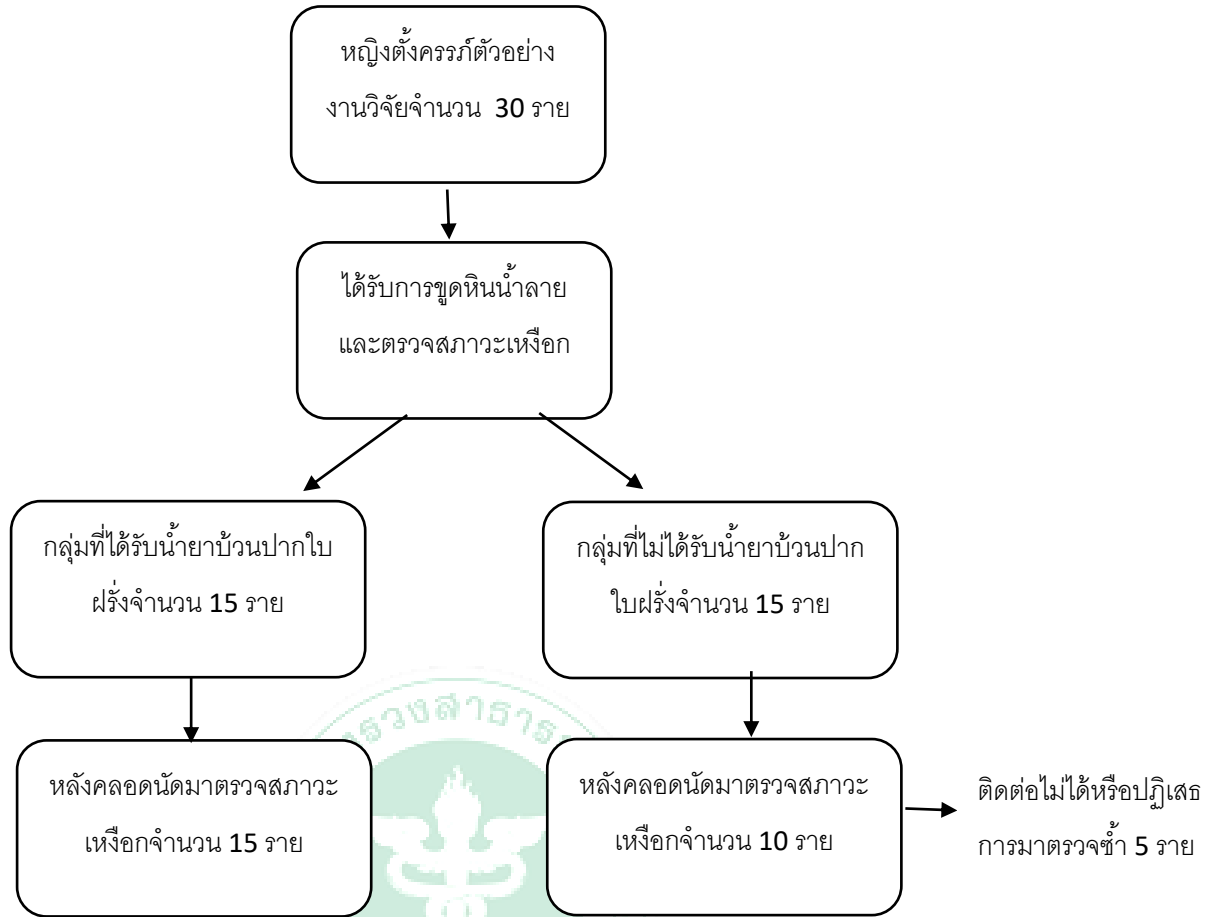 หญิงตั้งครรภ์ตัวอย่าง
งานวิจัยจำนวน 30 ราย
ได้รับการขูดหินน้ำลาย
และตรวจสภาวะเหงือก
กลุ่มที่ได้รับน้ำยาบ้วนปากใบ
ฝรั่งจำนวน 15 ราย
กลุ่มที่ไม่ได้รับน้ำยาบ้วนปาก
ใบฝรั่งจำนวน 15 ราย
หลังคลอดนัดมาตรวจสภาวะ
เหงือกจำนวน 15 ราย
หลังคลอดนัดมาตรวจสภาวะ
เหงือกจำนวน 10 ราย
ติดต่อไม่ได้หรือปฏิเสธ
การมาตรวจซ้ำ 5 ราย